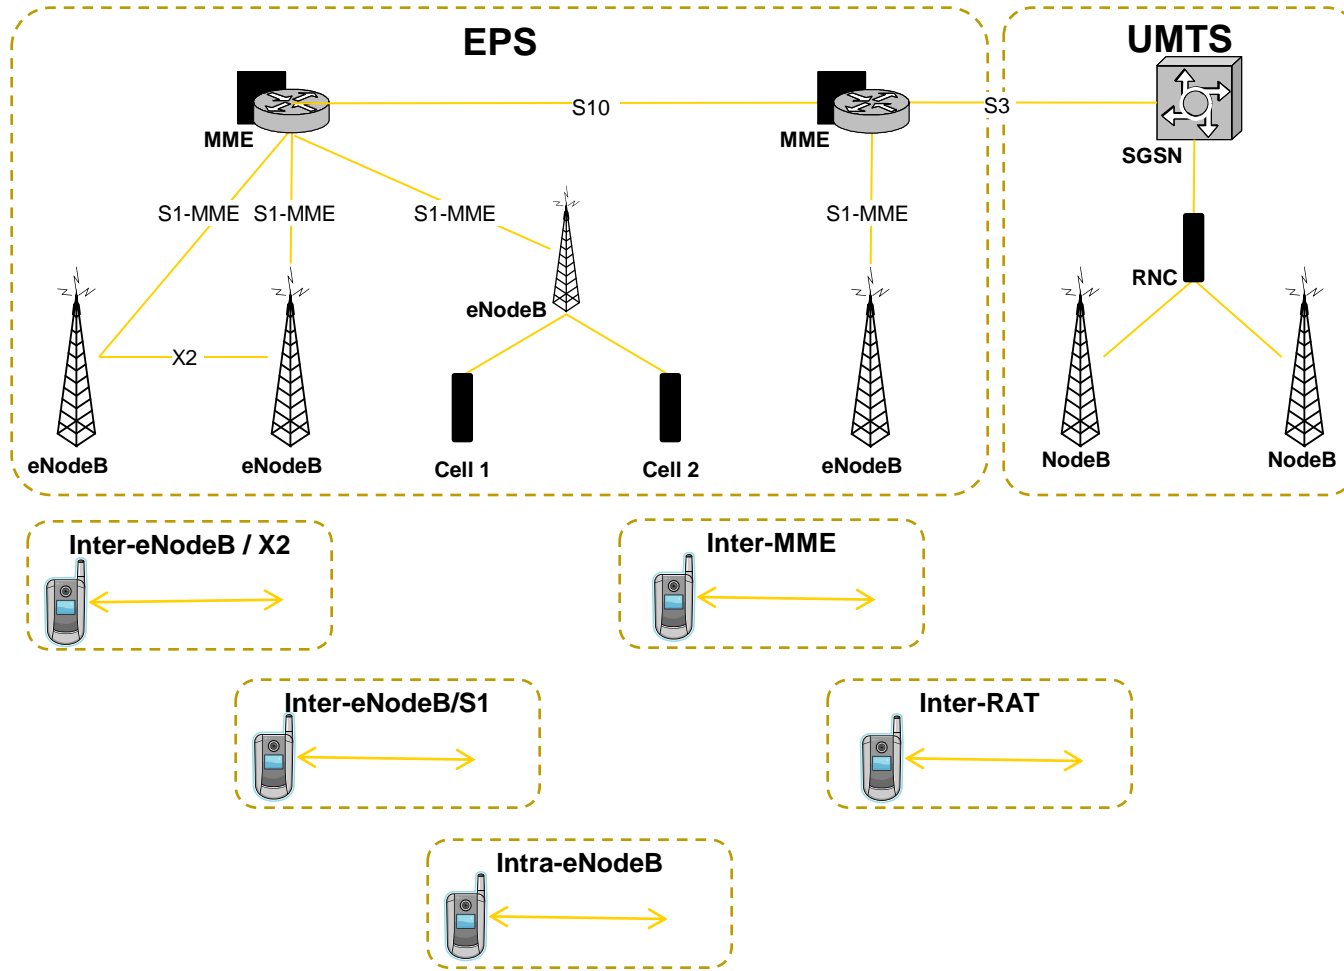 EPS
UMTS
S10
S3
MME
MME
SGSN
S1-MME
S1-MME
S1-MME
S1-MME
RNC
eNodeB
X2
eNodeB
eNodeB
Cell 1
Cell 2
eNodeB
NodeB
NodeB
Inter-eNodeB / X2
Inter-MME
Inter-eNodeB/S1
Inter-RAT
Intra-eNodeB